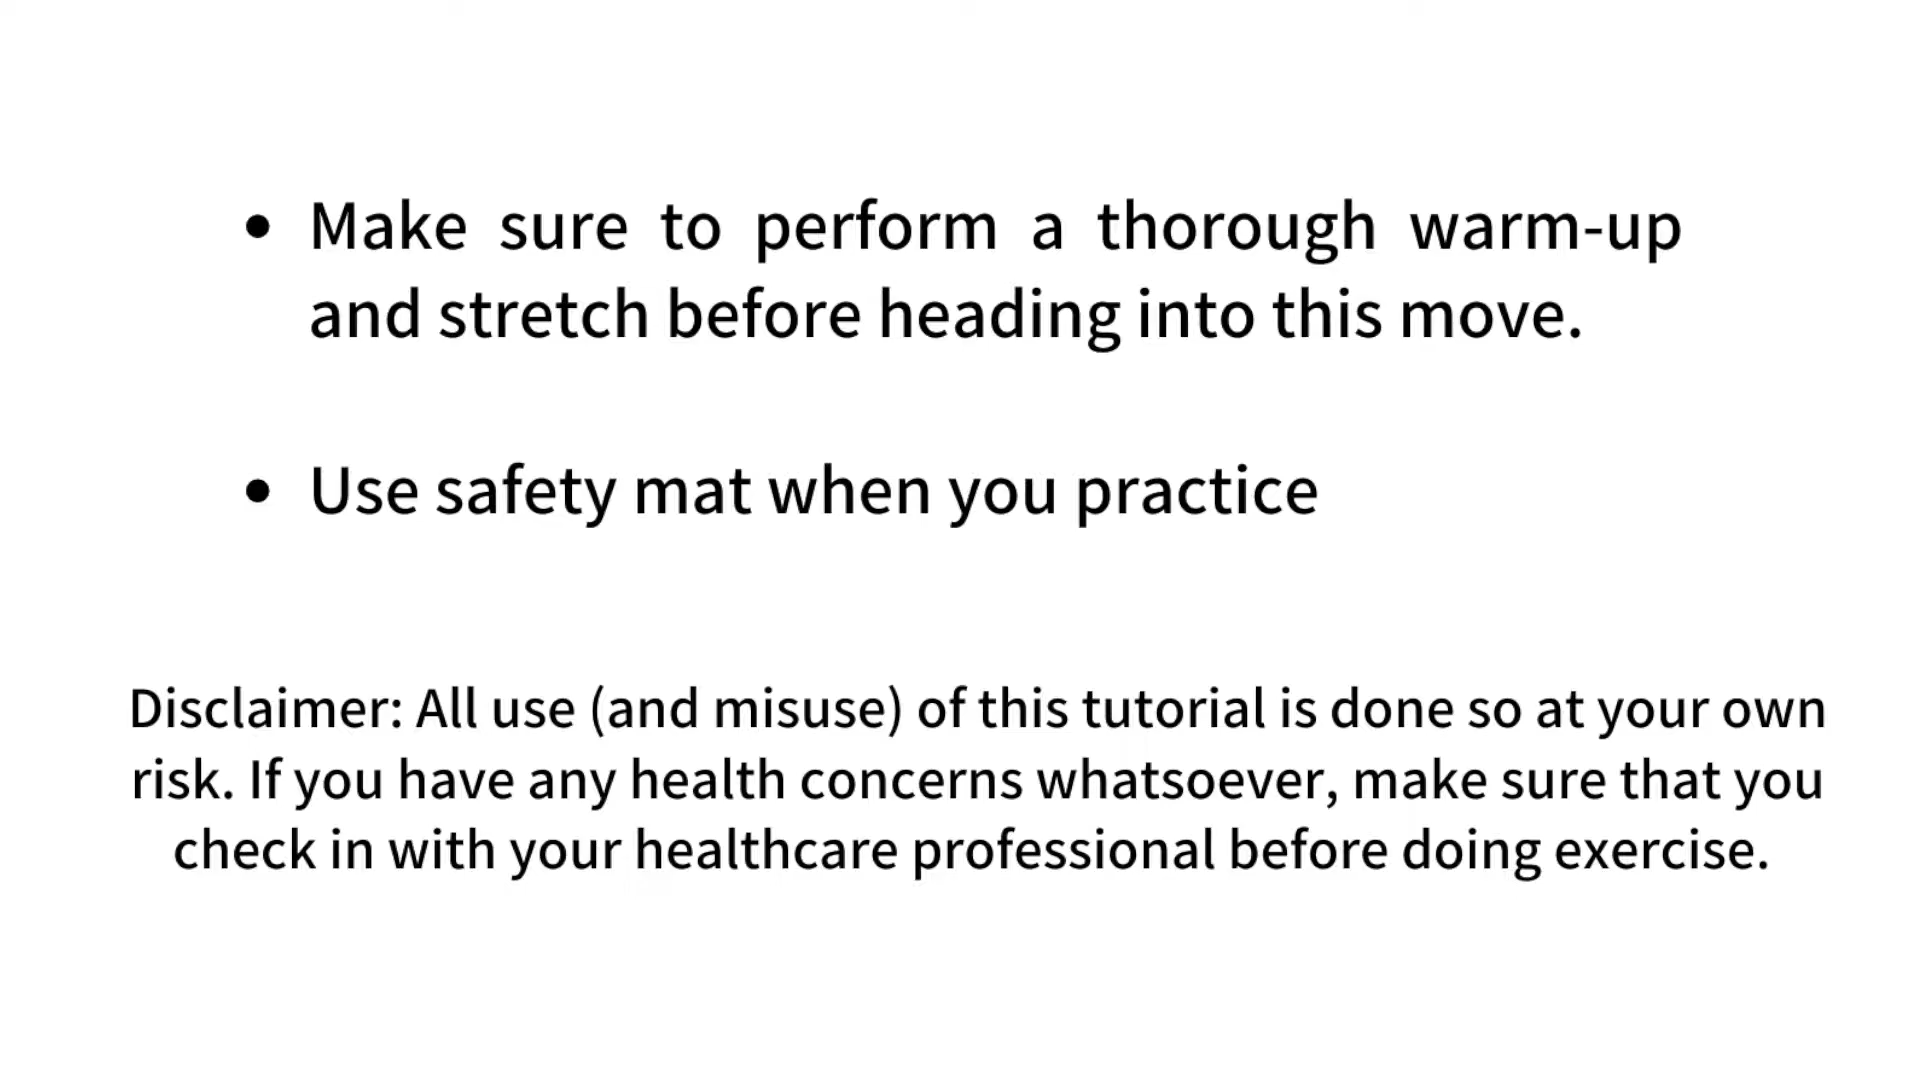 • Make sure to perform a thorough warm-up
and stretch before heading into this move.
• Use safety mat when you practice
Disclaimer: All use (and misuse) of this tutorial is done so at your own
risk. If you have any health concerns whatsoever, make sure that you
check in with your healthcare professional before doing exercise.